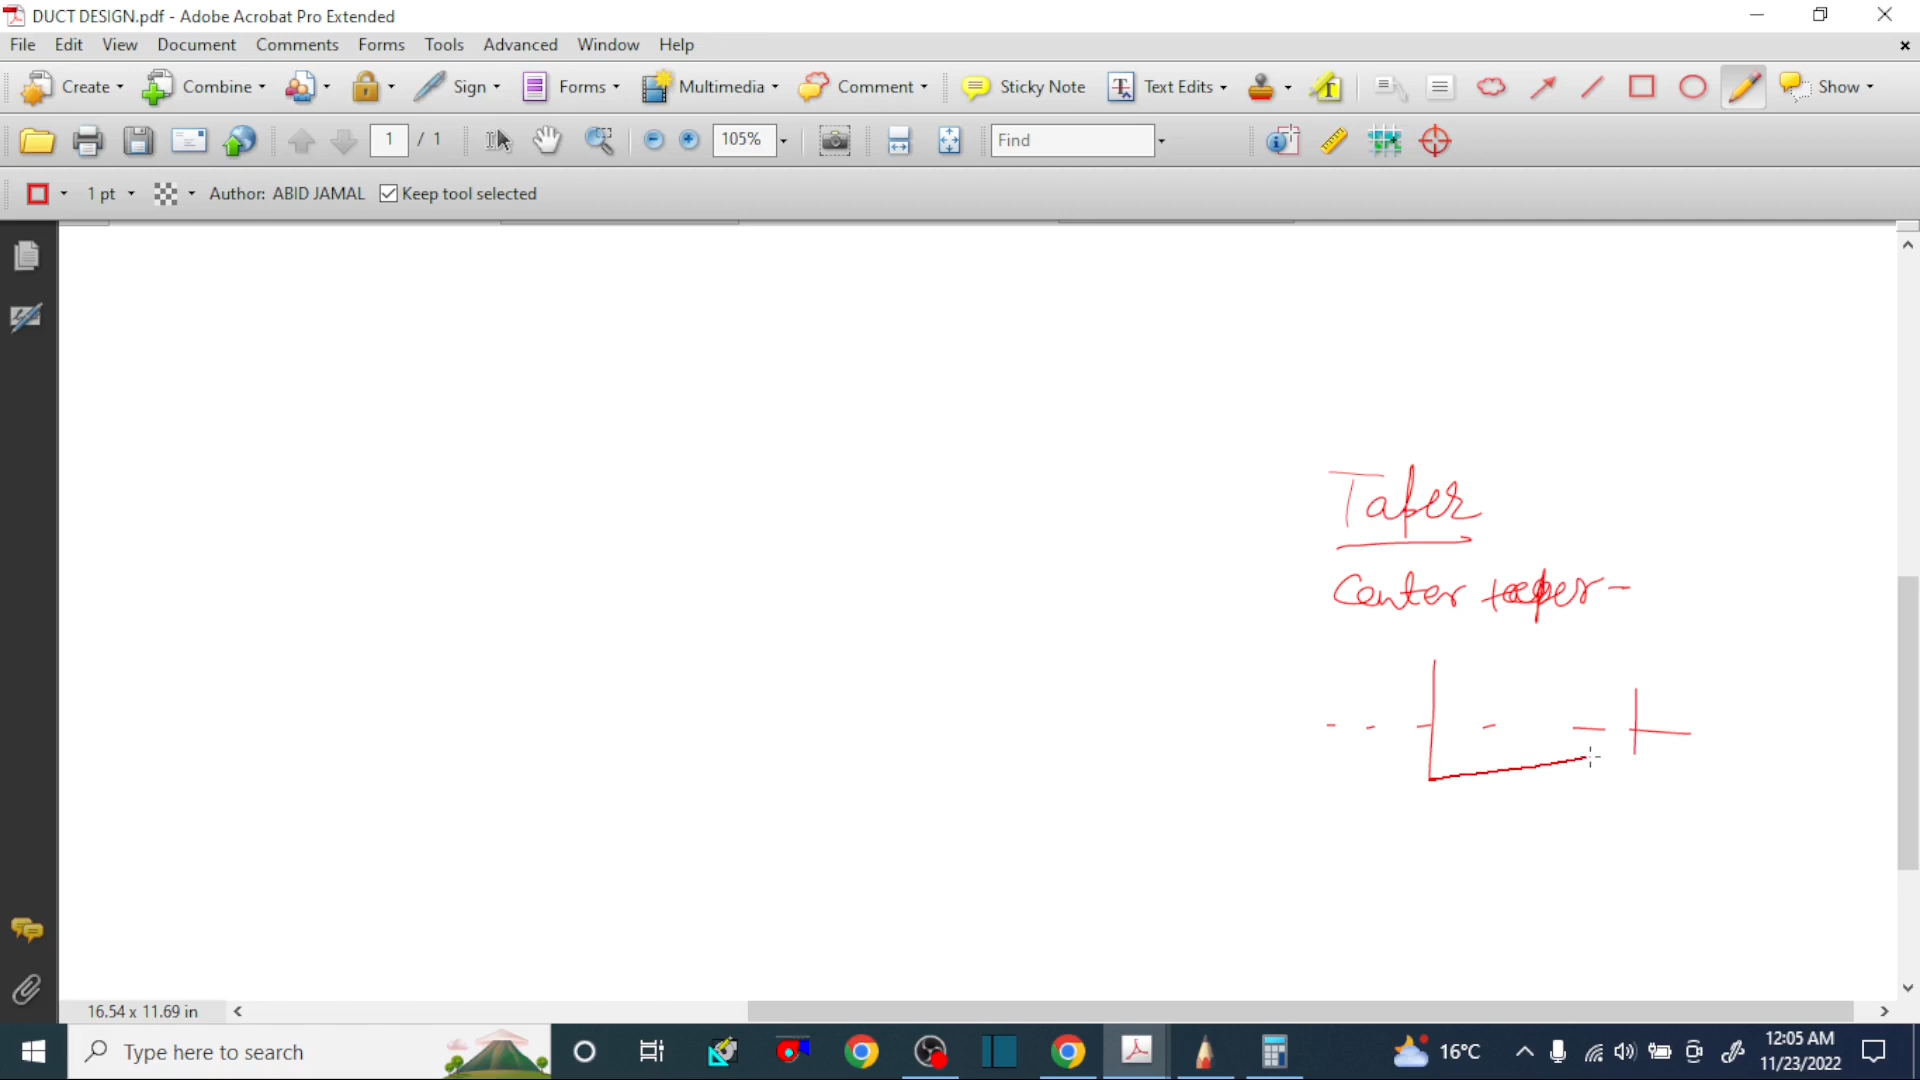 DUCT DESIGN.pdf - Adobe Acrobat Pro Extended
File Edit View Document Comments Forms Tools Advanced Window Help
Create Combine Sign Forms Multimedia Comment Sticky Note Text Edits Show
1 / 1 105% Find
1 pt Author: ABID JAMAL Keep tool selected
Taper
Center taper -
16.54 x 11.69 in
Type here to search 16°C 12:05 AM
11/23/2022